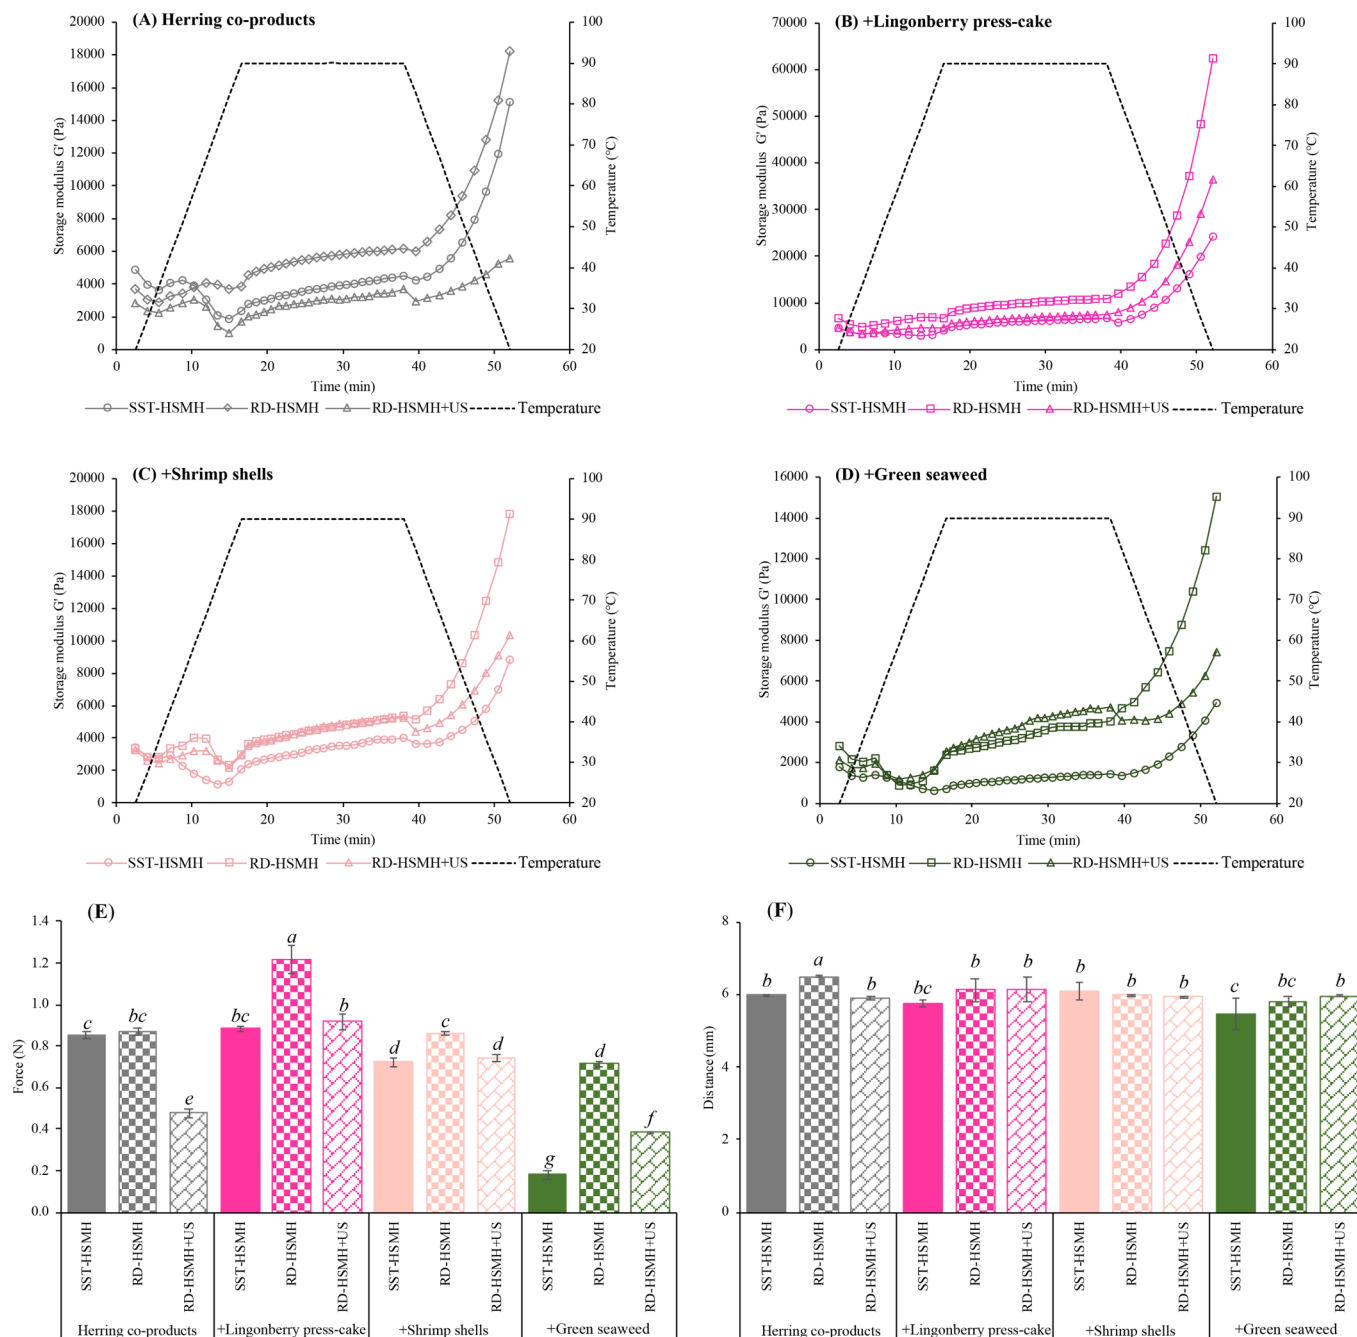 (A) Herring co-products
20000
18000
16000
14000
12000
10000
8000
6000
4000
2000
0
Storage modulus G' (Pa)
100
90
80
70
60
50
40
30
20
Temperature (°C)
0 10 20 30 40 50 60
Time (min)
SST-HSMH RD-HSMH RD-HSMH+US Temperature
(B) +Lingonberry press-cake
70000
60000
50000
40000
30000
20000
10000
0
Storage modulus G' (Pa)
100
90
80
70
60
50
40
30
20
Temperature (°C)
0 10 20 30 40 50 60
Time (min)
SST-HSMH RD-HSMH RD-HSMH+US Temperature
(C) +Shrimp shells
20000
18000
16000
14000
12000
10000
8000
6000
4000
2000
0
Storage modulus G' (Pa)
100
90
80
70
60
50
40
30
20
Temperature (°C)
0 10 20 30 40 50 60
Time (min)
SST-HSMH RD-HSMH RD-HSMH+US Temperature
(D) +Green seaweed
16000
14000
12000
10000
8000
6000
4000
2000
0
Storage modulus G' (Pa)
100
90
80
70
60
50
40
30
20
Temperature (°C)
0 10 20 30 40 50 60
Time (min)
SST-HSMH RD-HSMH RD-HSMH+US Temperature
(E)
1.4
1.2
1.0
0.8
0.6
0.4
0.2
0.0
Force (N)
c bc e bc a b d c d g d f
SST-HSMH RD-HSMH RD-HSMH+US SST-HSMH RD-HSMH RD-HSMH+US SST-HSMH RD-HSMH RD-HSMH+US SST-HSMH RD-HSMH RD-HSMH+US
Herring co-products +Lingonberry press-cake +Shrimp shells +Green seaweed
(F)
8
6
4
2
0
Distance (mm)
b a b bc b b b b b c bc b
SST-HSMH RD-HSMH RD-HSMH+US SST-HSMH RD-HSMH RD-HSMH+US SST-HSMH RD-HSMH RD-HSMH+US SST-HSMH RD-HSMH RD-HSMH+US
Herring co-products +Lingonberry press-cake +Shrimp shells +Green seaweed